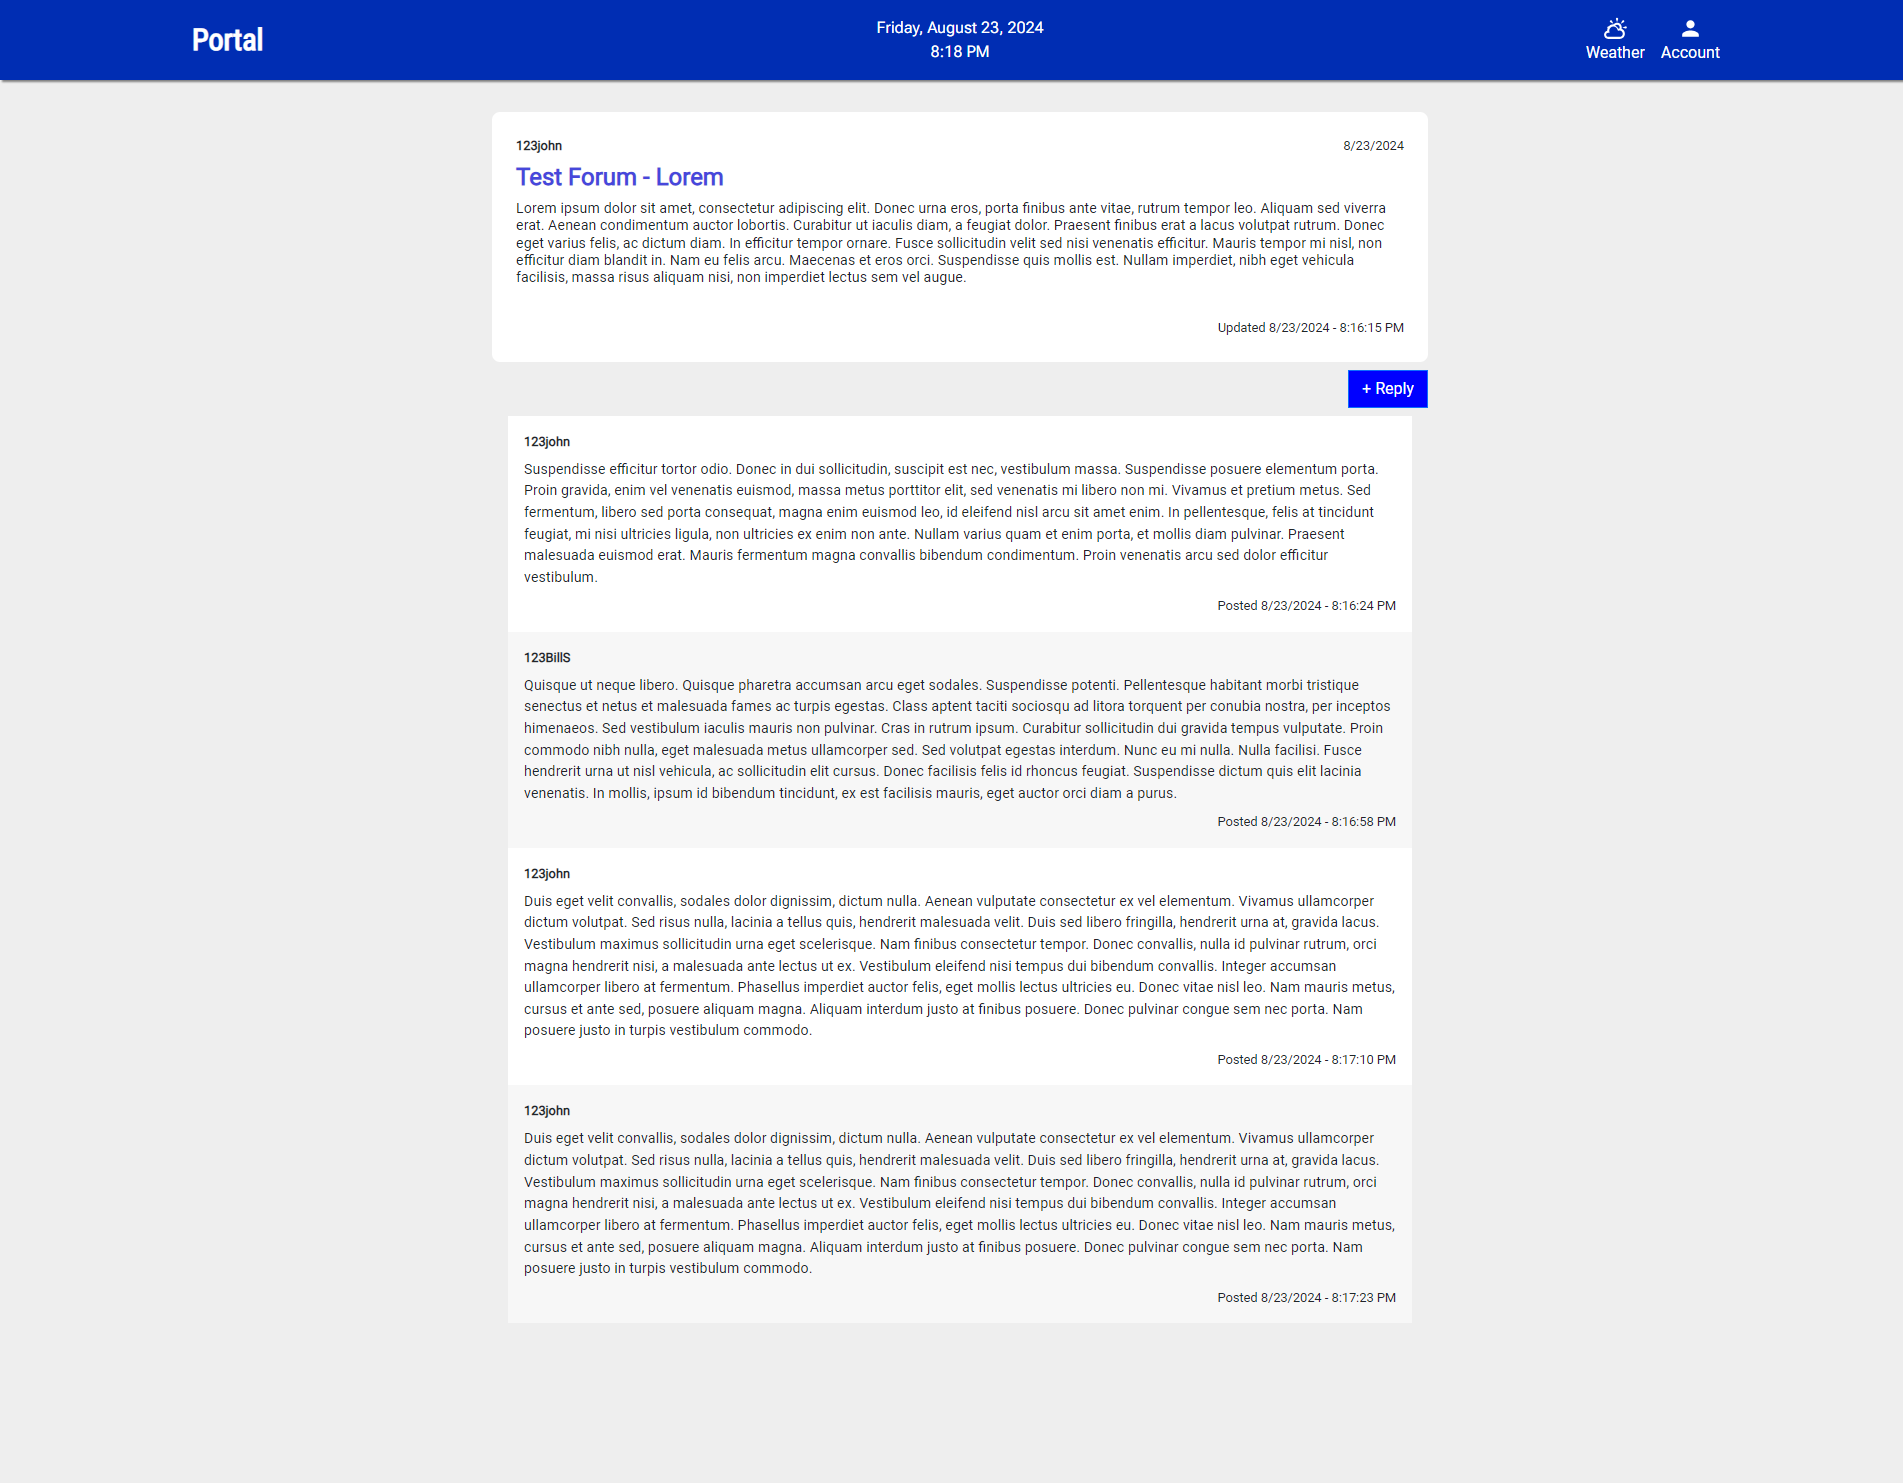 Portal
Friday, August 23, 2024
8:18 PM
Weather
Account
123john
8/23/2024
Test Forum - Lorem
Lorem ipsum dolor sit amet, consectetur adipiscing elit. Donec urna eros, porta finibus ante vitae, rutrum tempor leo. Aliquam sed viverra
erat. Aenean condimentum auctor lobortis. Curabitur ut iaculis diam, a feugiat dolor. Praesent finibus erat a lacus volutpat rutrum. Donec
eget varius felis, ac dictum diam. In efficitur tempor ornare. Fusce sollicitudin velit sed nisi venenatis efficitur. Mauris tempor mi nisl, non
efficitur diam blandit in. Nam eu felis arcu. Maecenas et eros orci. Suspendisse quis mollis est. Nullam imperdiet, nibh eget vehicula
facilisis, massa risus aliquam nisi, non imperdiet lectus sem vel augue.
Updated 8/23/2024 - 8:16:15 PM
+ Reply
123john
Suspendisse efficitur tortor odio. Donec in dui sollicitudin, suscipit est nec, vestibulum massa. Suspendisse posuere elementum porta.
Proin gravida, enim vel venenatis euismod, massa metus porttitor elit, sed venenatis mi libero non mi. Vivamus et pretium metus. Sed
fermentum, libero sed porta consequat, magna enim euismod leo, id eleifend nisl arcu sit amet enim. In pellentesque, felis at tincidunt
feugiat, mi nisi ultricies ligula, non ultricies ex enim non ante. Nullam varius quam et enim porta, et mollis diam pulvinar. Praesent
malesuada euismod erat. Mauris fermentum magna convallis bibendum condimentum. Proin venenatis arcu sed dolor efficitur
vestibulum.
Posted 8/23/2024 - 8:16:24 PM
123BillS
Quisque ut neque libero. Quisque pharetra accumsan arcu eget sodales. Suspendisse potenti. Pellentesque habitant morbi tristique
senectus et netus et malesuada fames ac turpis egestas. Class aptent taciti sociosqu ad litora torquent per conubia nostra, per inceptos
himenaeos. Sed vestibulum iaculis mauris non pulvinar. Cras in rutrum ipsum. Curabitur sollicitudin dui gravida tempus vulputate. Proin
commodo nibh nulla, eget malesuada metus ullamcorper sed. Sed volutpat egestas interdum. Nunc eu mi nulla. Nulla facilisi. Fusce
hendrerit urna ut nisl vehicula, ac sollicitudin elit cursus. Donec facilisis felis id rhoncus feugiat. Suspendisse dictum quis elit lacinia
venenatis. In mollis, ipsum id bibendum tincidunt, ex est facilisis mauris, eget auctor orci diam a purus.
Posted 8/23/2024 - 8:16:58 PM
123john
Duis eget velit convallis, sodales dolor dignissim, dictum nulla. Aenean vulputate consectetur ex vel elementum. Vivamus ullamcorper
dictum volutpat. Sed risus nulla, lacinia a tellus quis, hendrerit malesuada velit. Duis sed libero fringilla, hendrerit urna at, gravida lacus.
Vestibulum maximus sollicitudin urna eget scelerisque. Nam finibus consectetur tempor. Donec convallis, nulla id pulvinar rutrum, orci
magna hendrerit nisi, a malesuada ante lectus ut ex. Vestibulum eleifend nisi tempus dui bibendum convallis. Integer accumsan
ullamcorper libero at fermentum. Phasellus imperdiet auctor felis, eget mollis lectus ultricies eu. Donec vitae nisl leo. Nam mauris metus,
cursus et ante sed, posuere aliquam magna. Aliquam interdum justo at finibus posuere. Donec pulvinar congue sem nec porta. Nam
posuere justo in turpis vestibulum commodo.
Posted 8/23/2024 - 8:17:10 PM
123john
Duis eget velit convallis, sodales dolor dignissim, dictum nulla. Aenean vulputate consectetur ex vel elementum. Vivamus ullamcorper
dictum volutpat. Sed risus nulla, lacinia a tellus quis, hendrerit malesuada velit. Duis sed libero fringilla, hendrerit urna at, gravida lacus.
Vestibulum maximus sollicitudin urna eget scelerisque. Nam finibus consectetur tempor. Donec convallis, nulla id pulvinar rutrum, orci
magna hendrerit nisi, a malesuada ante lectus ut ex. Vestibulum eleifend nisi tempus dui bibendum convallis. Integer accumsan
ullamcorper libero at fermentum. Phasellus imperdiet auctor felis, eget mollis lectus ultricies eu. Donec vitae nisl leo. Nam mauris metus,
cursus et ante sed, posuere aliquam magna. Aliquam interdum justo at finibus posuere. Donec pulvinar congue sem nec porta. Nam
posuere justo in turpis vestibulum commodo.
Posted 8/23/2024 - 8:17:23 PM